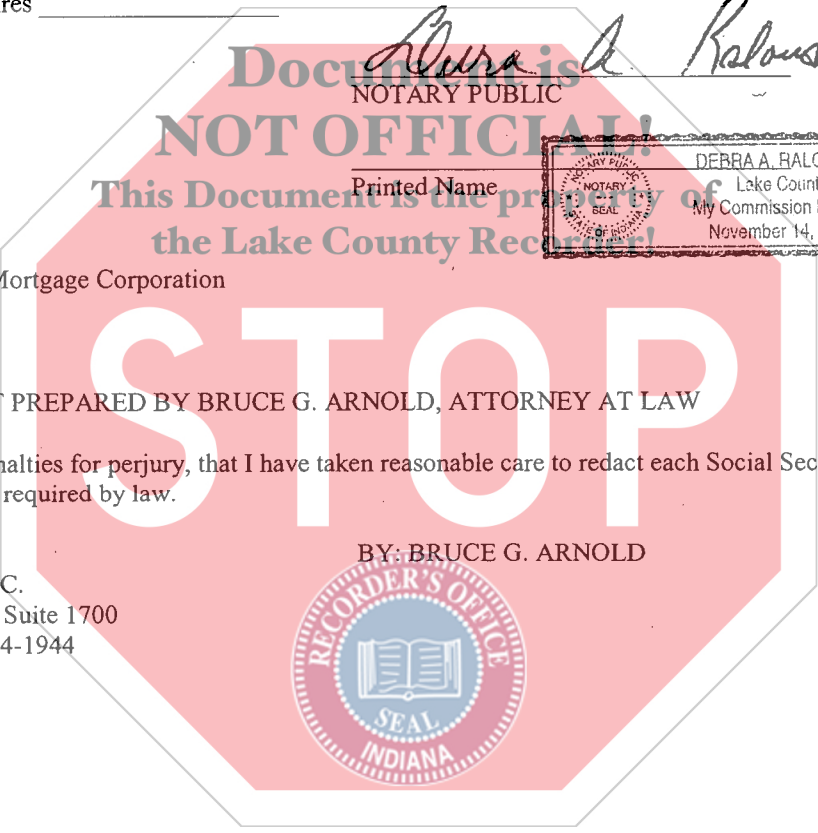 res
Debra A. Ralous
Document is
NOTARY PUBLIC
NOT OFFICIAL!
DEBRA A. RALO
Printed Name
NOTARY PUBLIC
NOTARY
SEAL
STATE OF INDIANA
Lake Count
My Commission
November 14,
This Document is the property of
the Lake County Recorder!
Mortgage Corporation
STOP
T PREPARED BY BRUCE G. ARNOLD, ATTORNEY AT LAW
nalties for perjury, that I have taken reasonable care to redact each Social Sec
required by law.
BY: BRUCE G. ARNOLD
C.
Suite 1700
4-1944
RECORDER'S OFFICE
SEAL
INDIANA